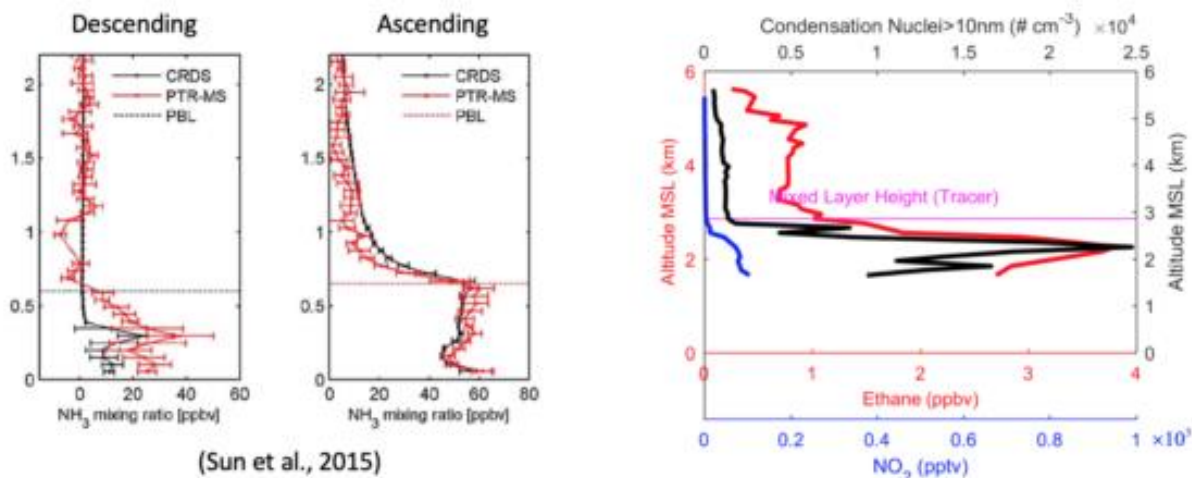 Descending
Ascending
CRDS
PTR-MS
PBL
2
1.5
1
0.5
0
0 20 40 60
NH3 mixing ratio [ppbv]
CRDS
PTR-MS
PBL
2
1.5
1
0.5
0
0 20 40 60 80
NH3 mixing ratio [ppbv]
(Sun et al., 2015)
Condensation Nuclei>10nm (# cm-3) ×10^4
0 0.5 1 1.5 2 2.5
6
5
4
3
2
1
0
Altitude MSL (km)
6
4
2
0
Altitude MSL (km)
Mixed Layer Height (Tracer)
0 1 2 3 4
Ethane (ppbv)
0 0.2 0.4 0.6 0.8 1 ×10^3
NO2 (pptv)